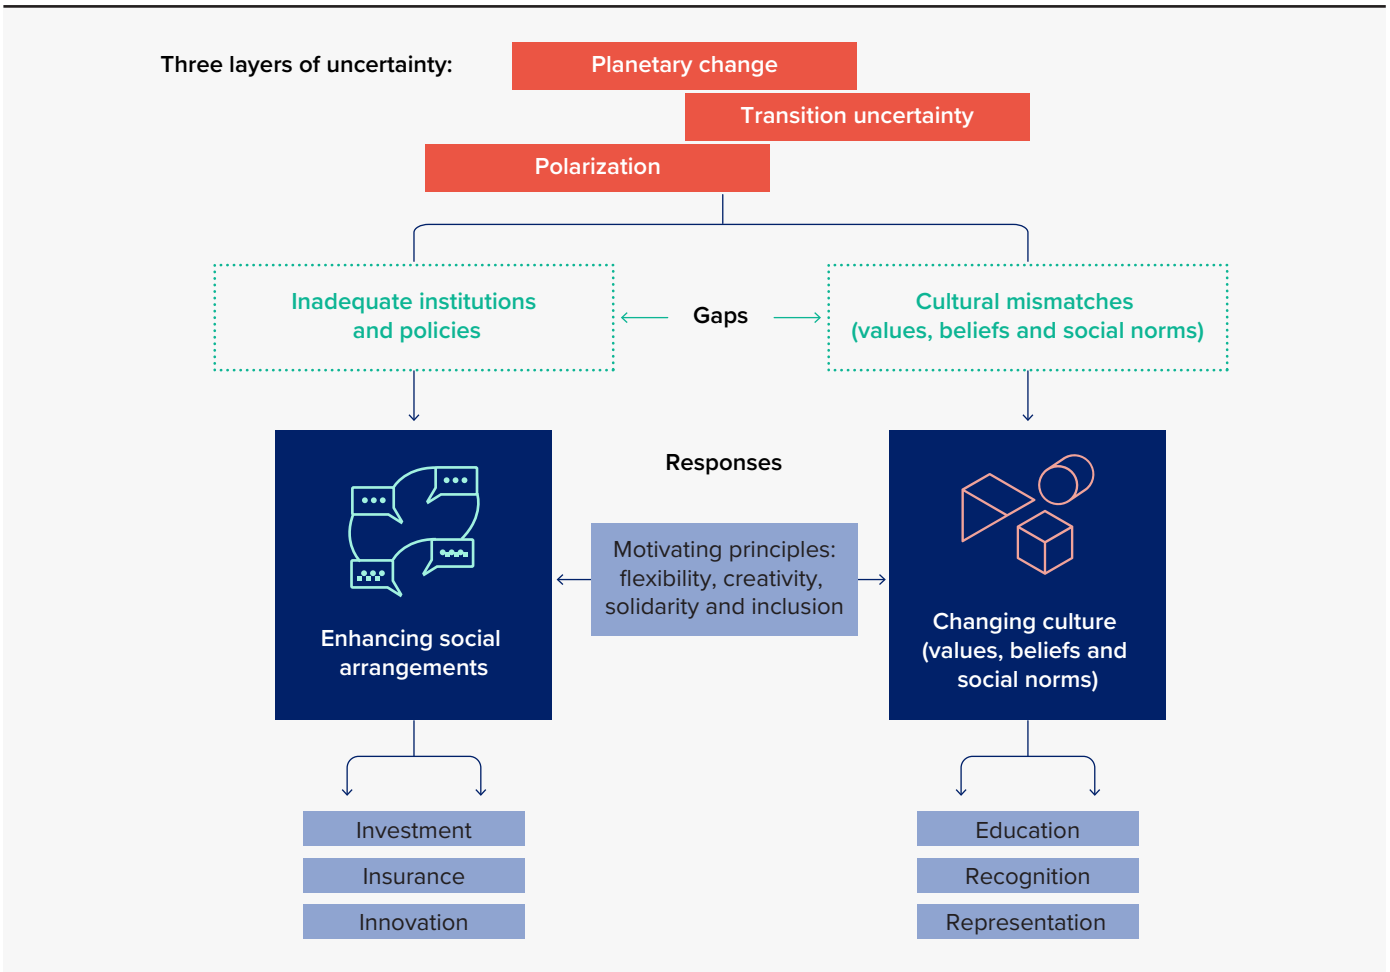 Three layers of uncertainty:
Planetary change
Transition uncertainty
Polarization
Inadequate institutions
and policies
Gaps
Cultural mismatches
(values, beliefs and social norms)
Responses
Motivating principles:
flexibility, creativity,
solidarity and inclusion
Enhancing social
arrangements
Changing culture
(values, beliefs and
social norms)
Investment
Insurance
Innovation
Education
Recognition
Representation